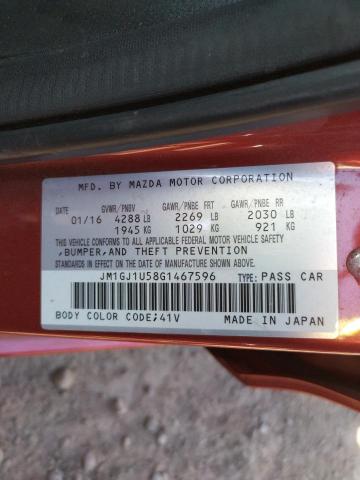 MFD. BY MAZDA MOTOR CORPORATION
GVWR/PNBV GAWR/PNBE FRT GAWR/PNBE RR
01/16 4288 LB 2269 LB 2030 LB
1945 KG 1029 KG 921 KG
THIS VEHICLE CONFORMS TO ALL APPLICABLE FEDERAL MOTOR VEHICLE SAFETY
,BUMPER,AND THEFT PREVENTION
STANDARDS IN EFFECT ON THE DATE OF MANUFACTURE SHOWN ABOVE.
JM1GJ1U58G1467596 TYPE: PASS CAR
BODY COLOR CODE;41V MADE IN JAPAN